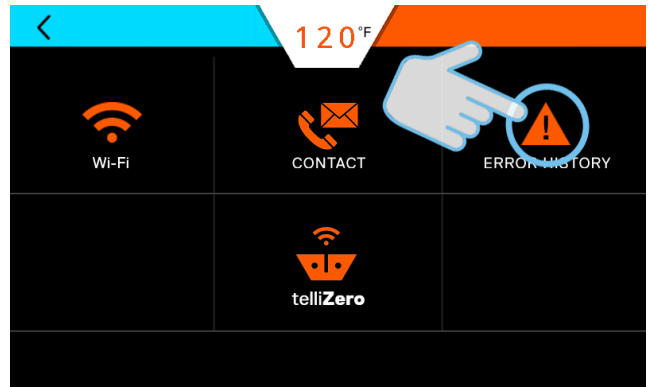 120°F
Wi-Fi
CONTACT
ERROR HISTORY
telliZero